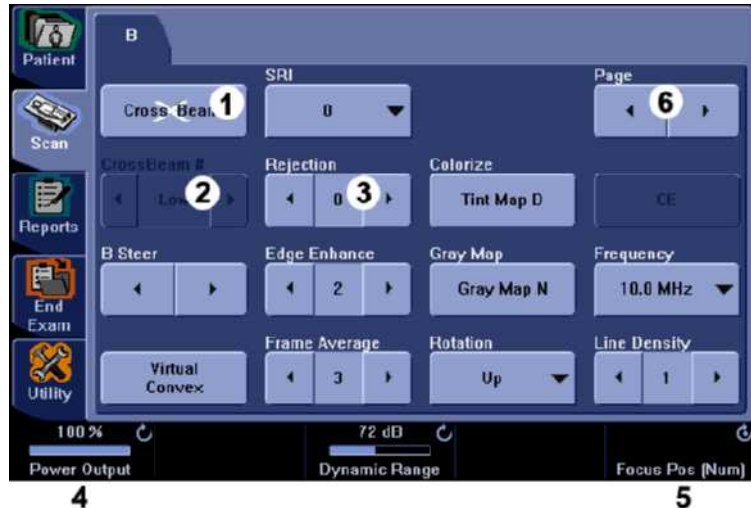 B
Patient
SRI
Page
Cross Beam
1
0
6
Scan
CrossBeam #
Rejection
Colorize
Low
2
0
3
Tint Map D
CE
Reports
B Steer
Edge Enhance
Gray Map
Frequency
2
Gray Map N
10.0 MHz
End
Exam
Frame Average
Rotation
Line Density
Virtual
Convex
3
Up
1
Utility
100 %
72 dB
Power Output
Dynamic Range
Focus Pos (Num)
4
5